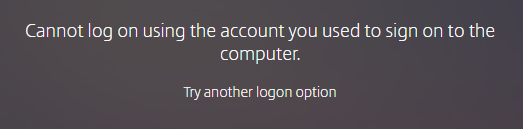 Cannot log on using the account you used to sign on to the
computer.
Try another logon option